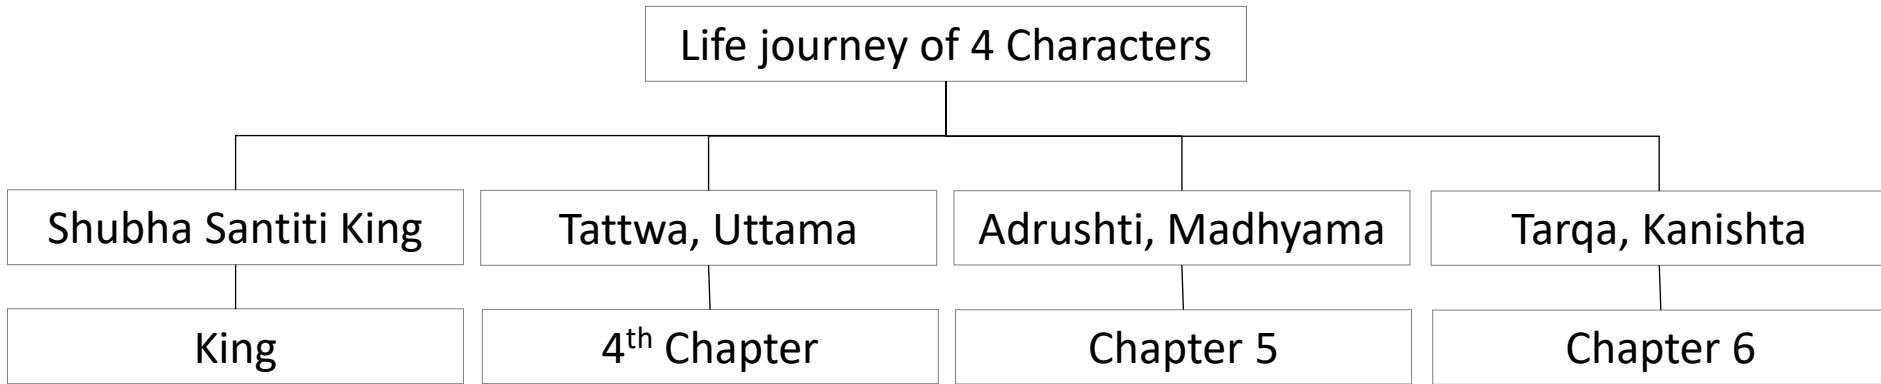 Life journey of 4 Characters
Shubha Santiti King
Tattwa, Uttama
Adrushti, Madhyama
Tarqa, Kanishta
King
4th Chapter
Chapter 5
Chapter 6